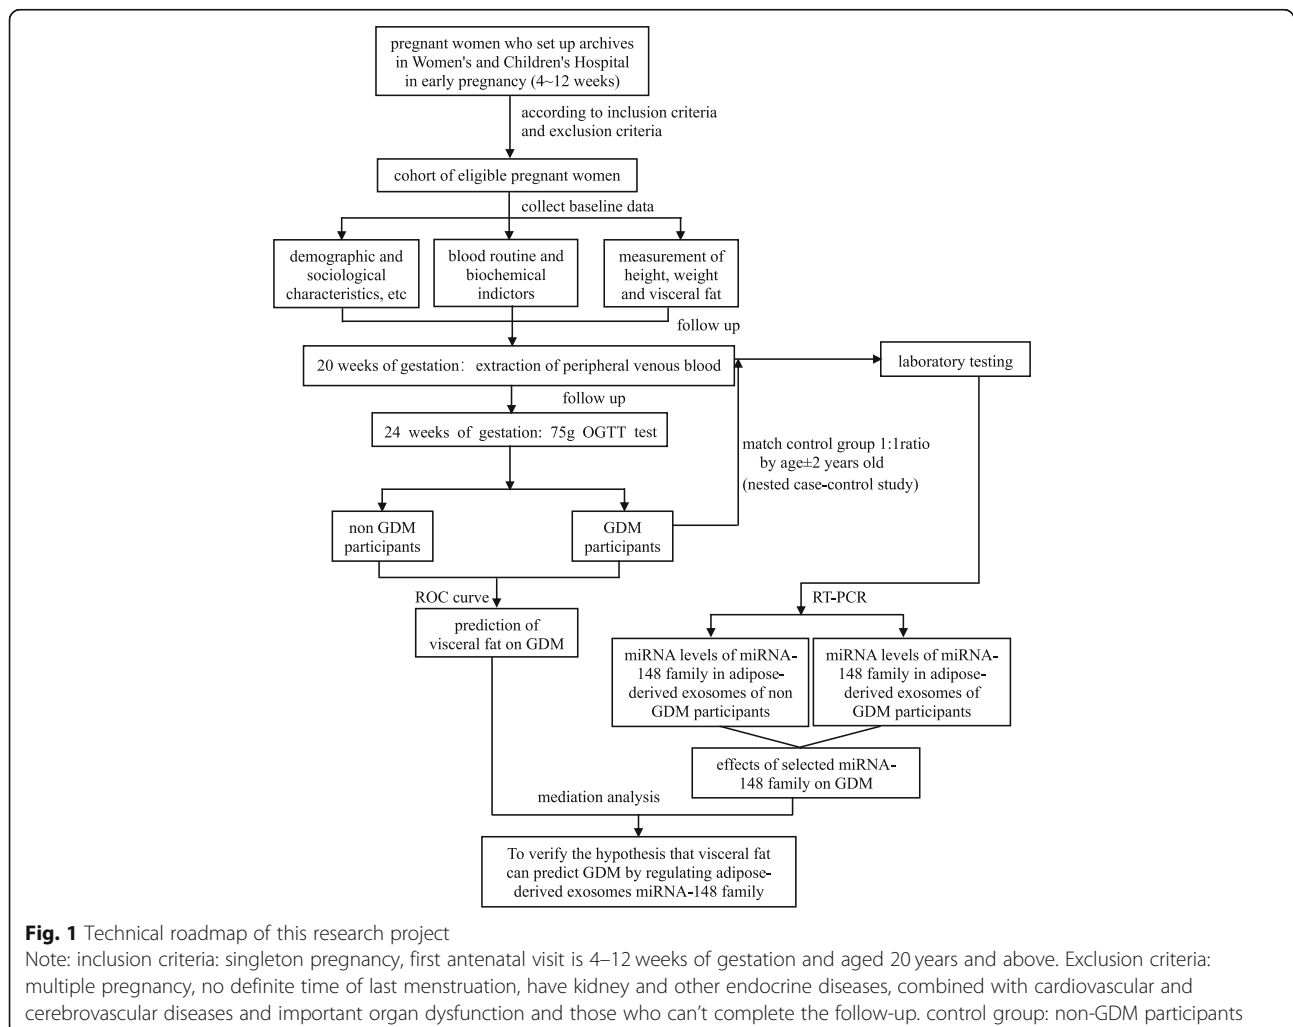 pregnant women who set up archives
in Women's and Children's Hospital
in early pregnancy (4~12 weeks)
according to inclusion criteria
and exclusion criteria
cohort of eligible pregnant women
collect baseline data
demographic and
sociological
characteristics, etc
blood routine and
biochemical
indictors
measurement of
height, weight
and visceral fat
follow up
20 weeks of gestation: extraction of peripheral venous blood
laboratory testing
follow up
24 weeks of gestation: 75g OGTT test
match control group 1:1ratio
by age±2 years old
(nested case-control study)
non GDM
participants
GDM
participants
ROC curve
RT-PCR
prediction of
visceral fat on GDM
miRNA levels of miRNA-
148 family in adipose-
derived exosomes of non
GDM participants
miRNA levels of miRNA-
148 family in adipose-
derived exosomes of
GDM participants
effects of selected miRNA-
148 family on GDM
mediation analysis
To verify the hypothesis that visceral fat
can predict GDM by regulating adipose-
derived exosomes miRNA-148 family
Fig. 1 Technical roadmap of this research project
Note: inclusion criteria: singleton pregnancy, first antenatal visit is 4–12 weeks of gestation and aged 20 years and above. Exclusion criteria:
multiple pregnancy, no definite time of last menstruation, have kidney and other endocrine diseases, combined with cardiovascular and
cerebrovascular diseases and important organ dysfunction and those who can't complete the follow-up. control group: non-GDM participants